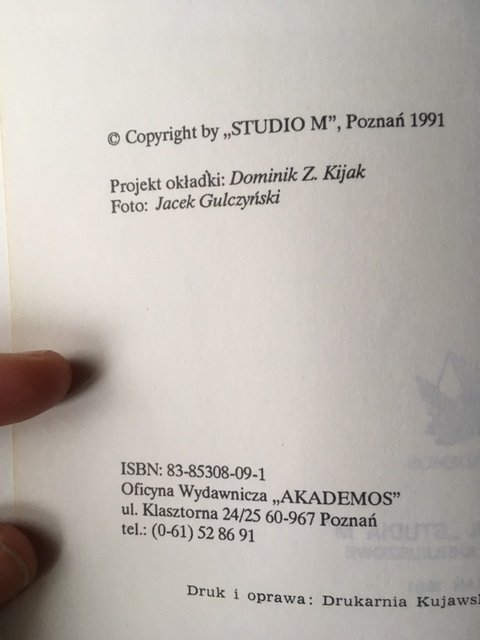 © Copyright by „STUDIO M”, Poznań 1991
Projekt okładki: Dominik Z. Kijak
Foto: Jacek Gulczyński
ISBN: 83-85308-09-1
Oficyna Wydawnicza „AKADEMOS”
ul. Klasztorna 24/25 60-967 Poznań
tel.: (0-61) 52 86 91
Druk i oprawa: Drukarnia Kujawsk